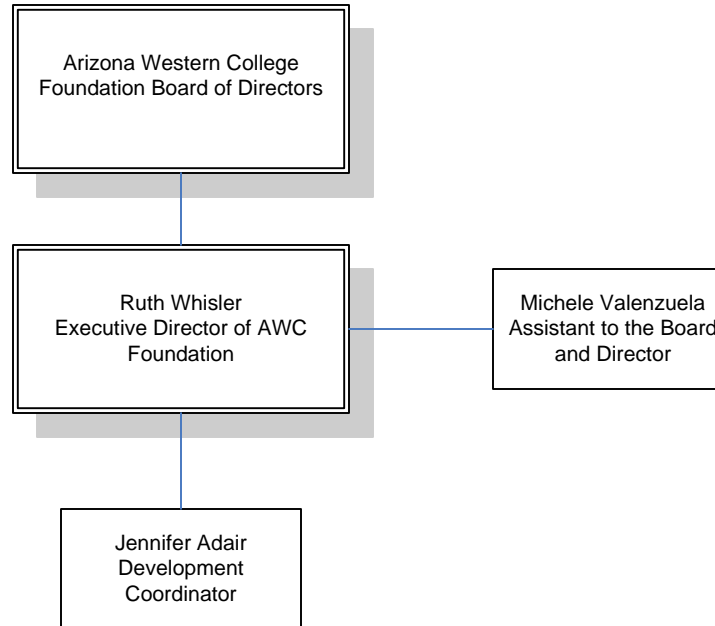 Arizona Western College
Foundation Board of Directors
Ruth Whisler
Executive Director of AWC
Foundation
Michele Valenzuela
Assistant to the Board
and Director
Jennifer Adair
Development
Coordinator